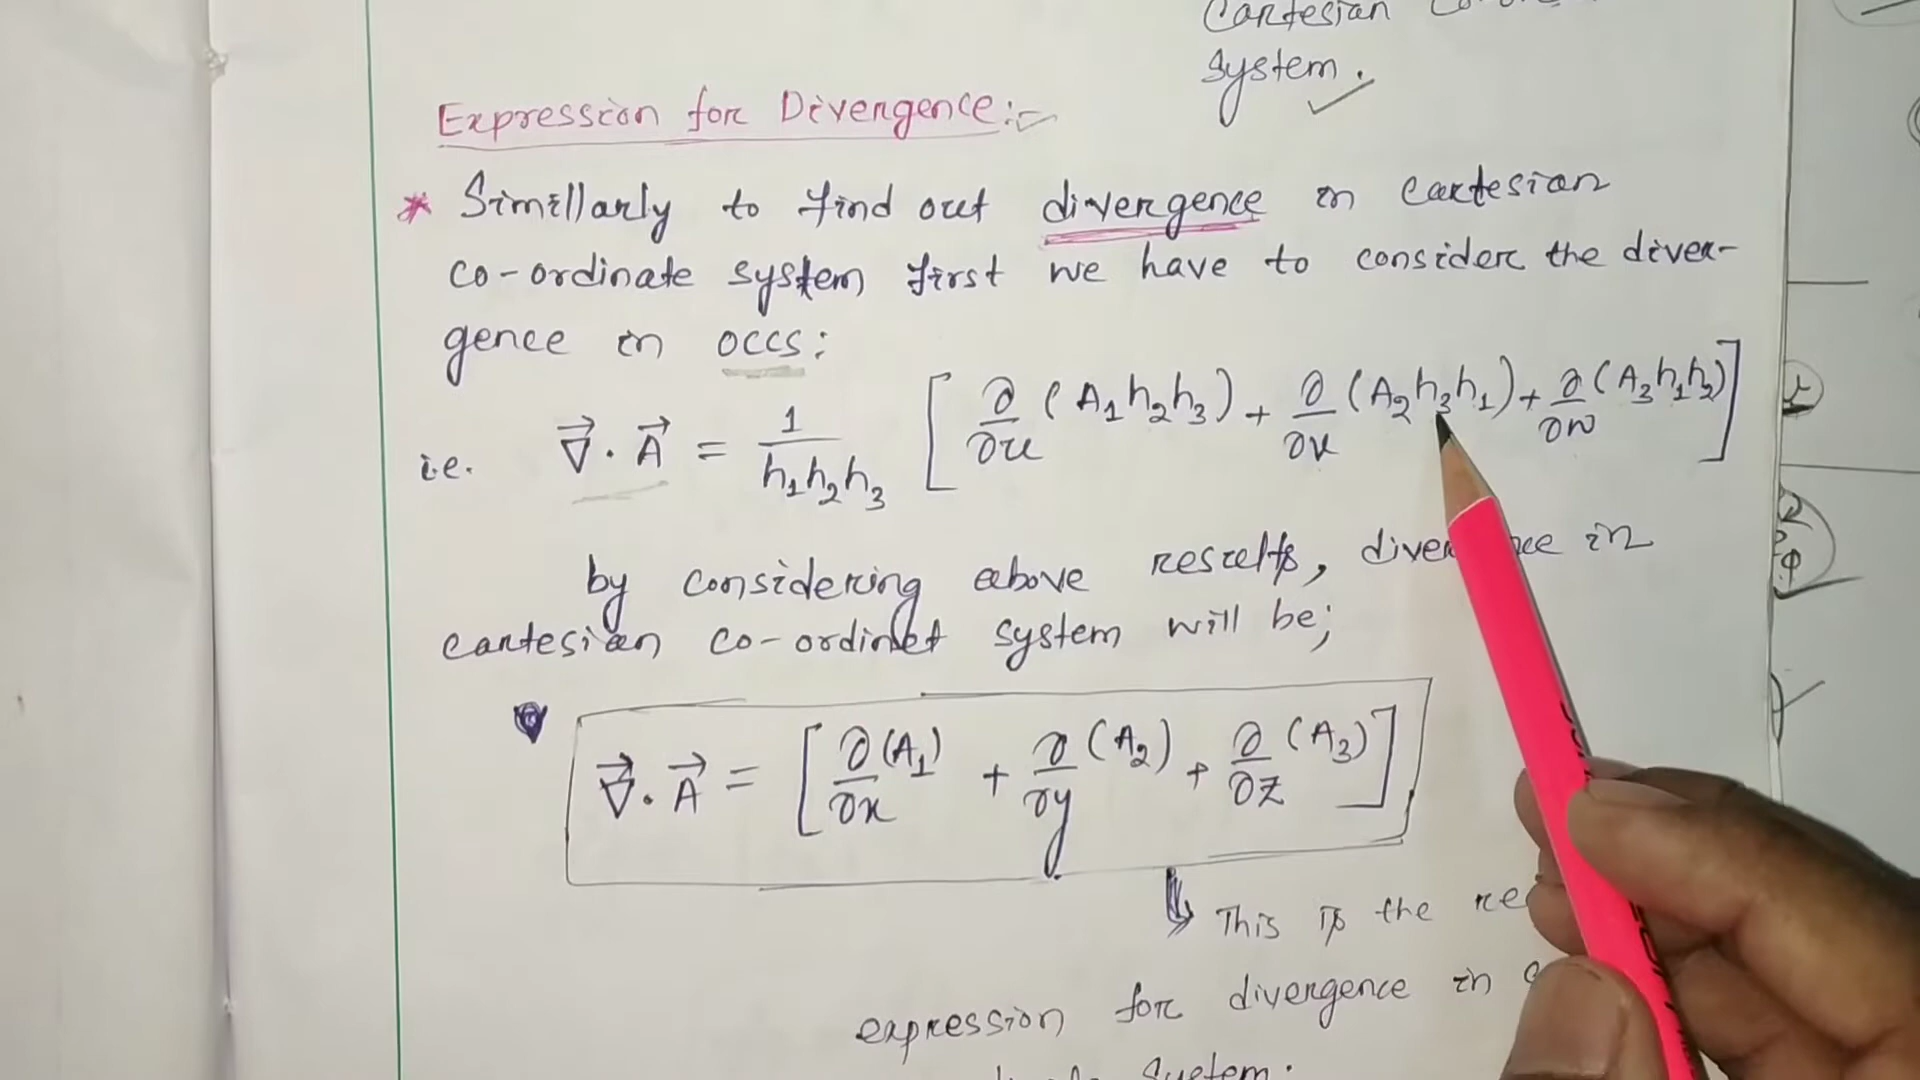 Cartesian
System.
Expression for Divergence:-
* Simillarly to find out divergence in Cartesian
co-ordinate system first we have to consider the diver-
gence in OCCS:
i.e. ∇⃗ · A⃗ = 1/h₁h₂h₃ [ ∂/∂u (A₁h₂h₃) + ∂/∂v (A₂h₃h₁) + ∂/∂w (A₃h₁h₂) ]
by considering above results, in
cartesian co-ordinet system will be;
∇⃗ · A⃗ = [ ∂/∂x (A₁) + ∂/∂y (A₂) + ∂/∂z (A₃) ]
This is the
expression for divergence in
System.